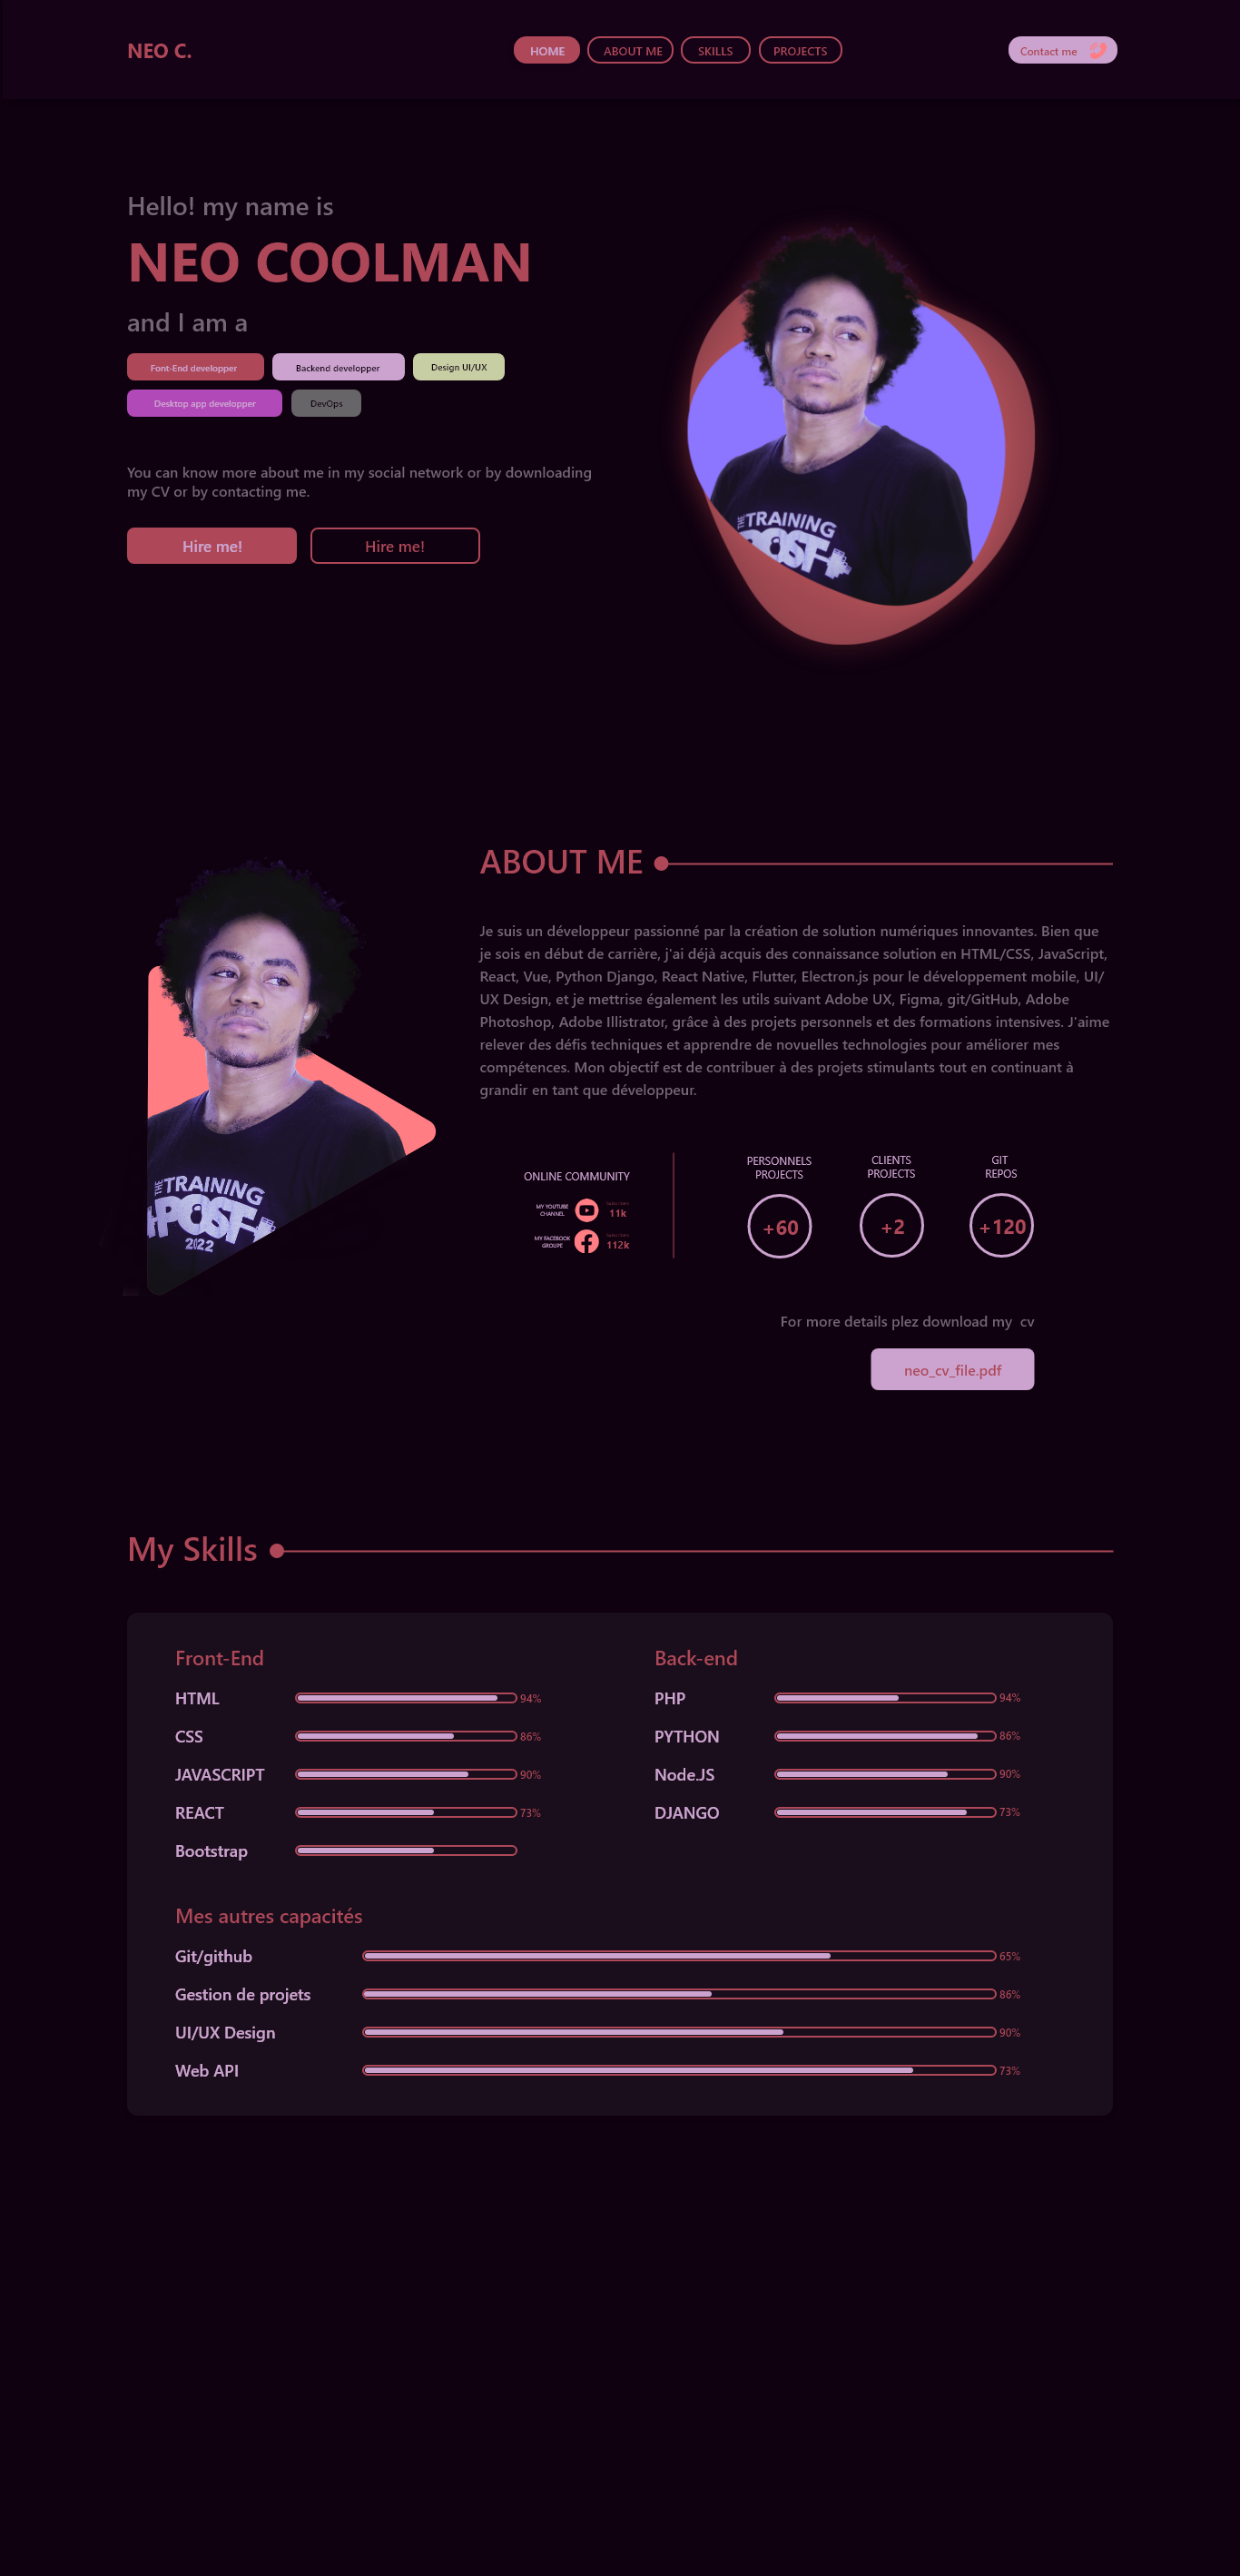 NEO C.
HOME
ABOUT ME
SKILLS
PROJECTS
Contact me
Hello! my name is
NEO COOLMAN
and I am a
Font-End developper
Backend developper
Design UI/UX
Desktop app developper
DevOps
You can know more about me in my social network or by downloading
my CV or by contacting me.
Hire me!
Hire me!
THE
TRAINING
POST
ABOUT ME
Je suis un développeur passionné par la création de solution numériques innovantes. Bien que
je sois en début de carrière, j'ai déjà acquis des connaissance solution en HTML/CSS, JavaScript,
React, Vue, Python Django, React Native, Flutter, Electron.js pour le développement mobile, UI/
UX Design, et je mettrise également les utils suivant Adobe UX, Figma, git/GitHub, Adobe
Photoshop, Adobe Illistrator, grâce à des projets personnels et des formations intensives. J'aime
relever des défis techniques et apprendre de novuelles technologies pour améliorer mes
compétences. Mon objectif est de contribuer à des projets stimulants tout en continuant à
grandir en tant que développeur.
THE
TRAINING
POST
2022
ONLINE COMMUNITY
MY YOUTUBE
CHANNEL
11k
MY FACEBOOK
GROUPE
112k
PERSONNELS
PROJECTS
+60
CLIENTS
PROJECTS
+2
GIT
REPOS
+120
For more details plez download my cv
neo_cv_file.pdf
My Skills
Front-End
HTML 94%
CSS 86%
JAVASCRIPT 90%
REACT 73%
Bootstrap
Back-end
PHP 94%
PYTHON 86%
Node.JS 90%
DJANGO 73%
Mes autres capacités
Git/github 65%
Gestion de projets 86%
UI/UX Design 90%
Web API 73%